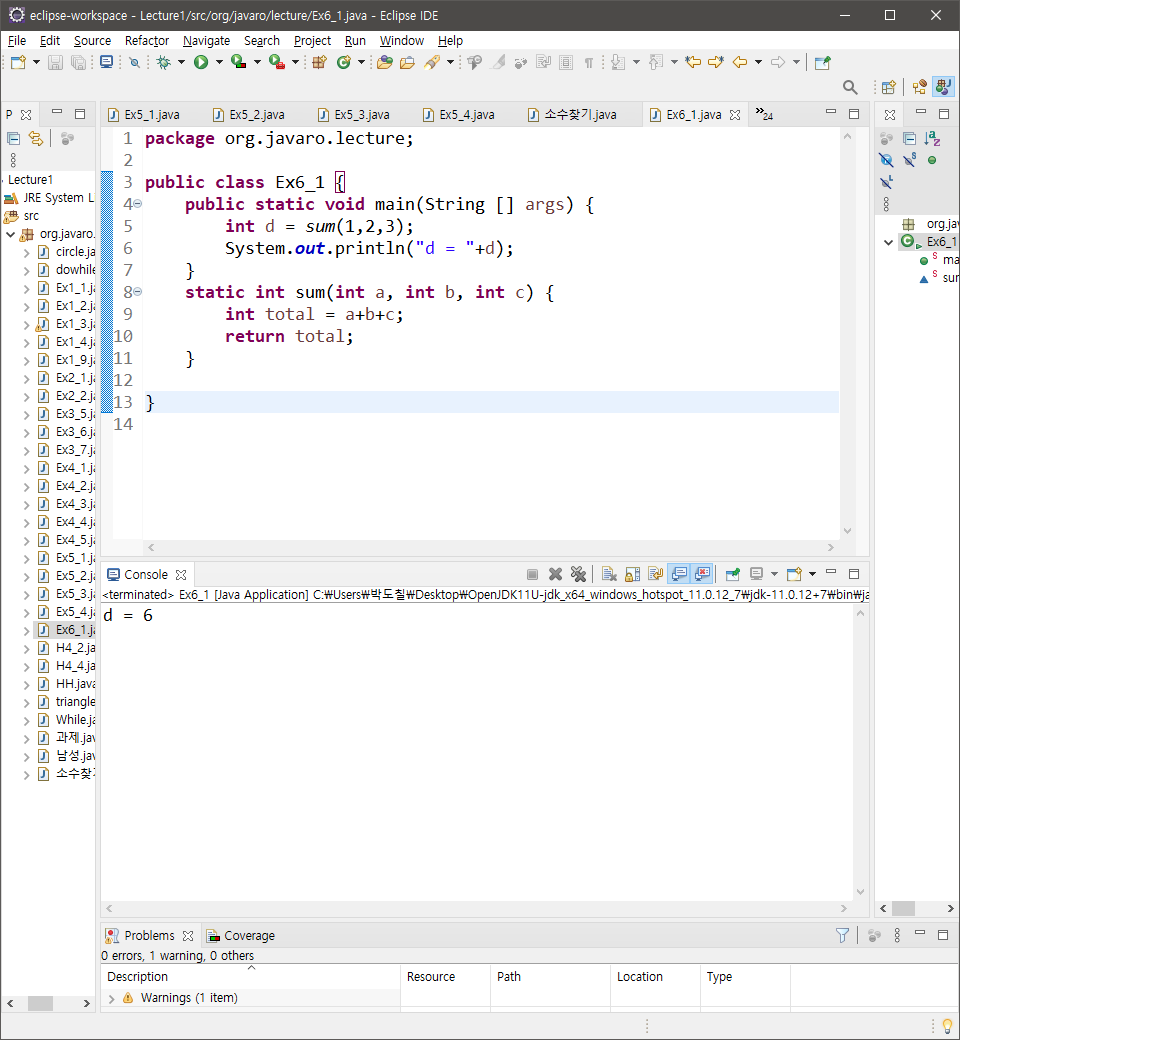 eclipse-workspace - Lecture1/src/org/javaro/lecture/Ex6_1.java - Eclipse IDE
File Edit Source Refactor Navigate Search Project Run Window Help
P
Lecture1
JRE System L
src
org.javaro.
circle.ja
dowhile
Ex1_1.ja
Ex1_2.ja
Ex1_3.ja
Ex1_4.ja
Ex1_9.ja
Ex2_1.ja
Ex2_2.ja
Ex3_5.ja
Ex3_6.ja
Ex3_7.ja
Ex4_1.ja
Ex4_2.ja
Ex4_3.ja
Ex4_4.ja
Ex4_5.ja
Ex5_1.ja
Ex5_2.ja
Ex5_3.ja
Ex5_4.ja
Ex6_1.ja
H4_2.ja
H4_4.ja
HH.java
triangle
While.ja
과제.jav
남성.jav
소수찾기
Ex5_1.java Ex5_2.java Ex5_3.java Ex5_4.java 소수찾기.java Ex6_1.java »24
1 package org.javaro.lecture;
2
3 public class Ex6_1 {
4 public static void main(String [] args) {
5 int d = sum(1,2,3);
6 System.out.println("d = "+d);
7 }
8 static int sum(int a, int b, int c) {
9 int total = a+b+c;
10 return total;
11 }
12
13 }
14
org.jav
Ex6_1
ma
sur
Console
<terminated> Ex6_1 [Java Application] C:₩Users₩박도칠₩Desktop₩OpenJDK11U-jdk_x64_windows_hotspot_11.0.12_7₩jdk-11.0.12+7₩bin₩ja
d = 6
Problems Coverage
0 errors, 1 warning, 0 others
Description Resource Path Location Type
Warnings (1 item)